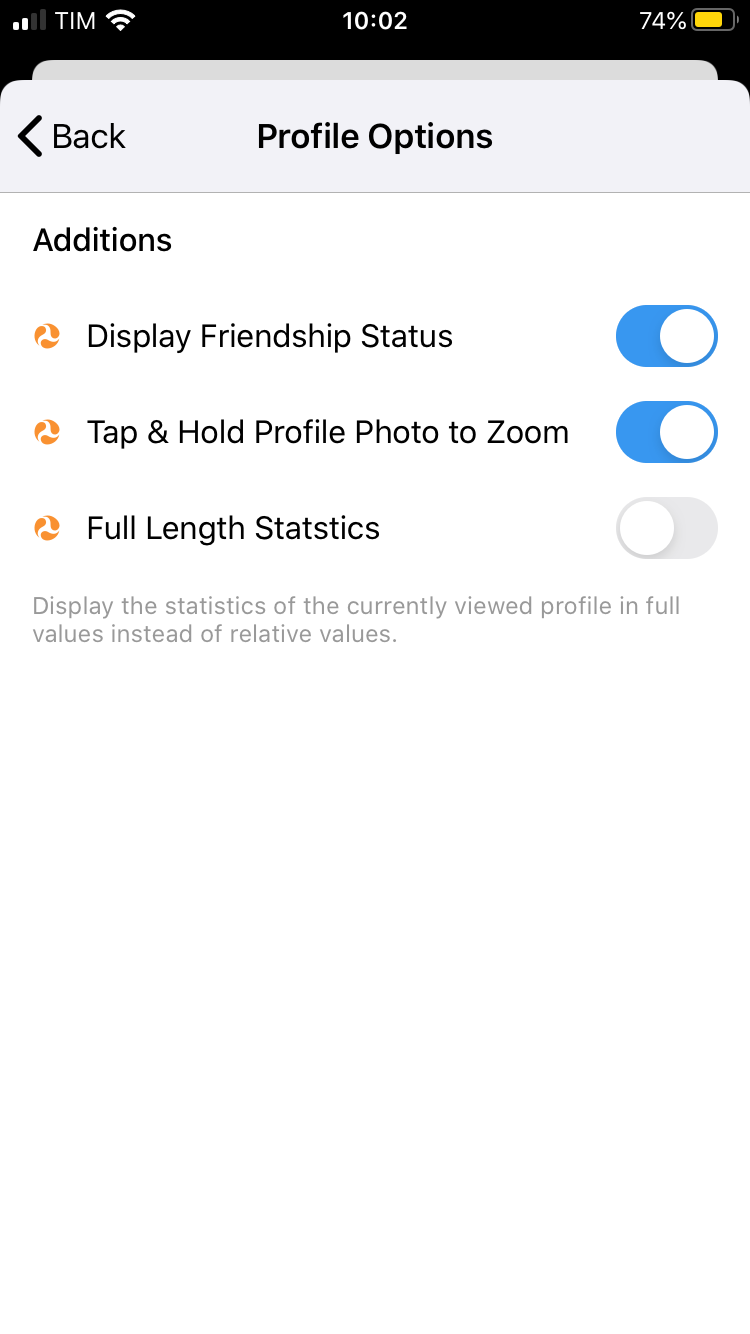 TIM 10:02 74%
Back Profile Options
Additions
Display Friendship Status
Tap & Hold Profile Photo to Zoom
Full Length Statstics
Display the statistics of the currently viewed profile in full
values instead of relative values.